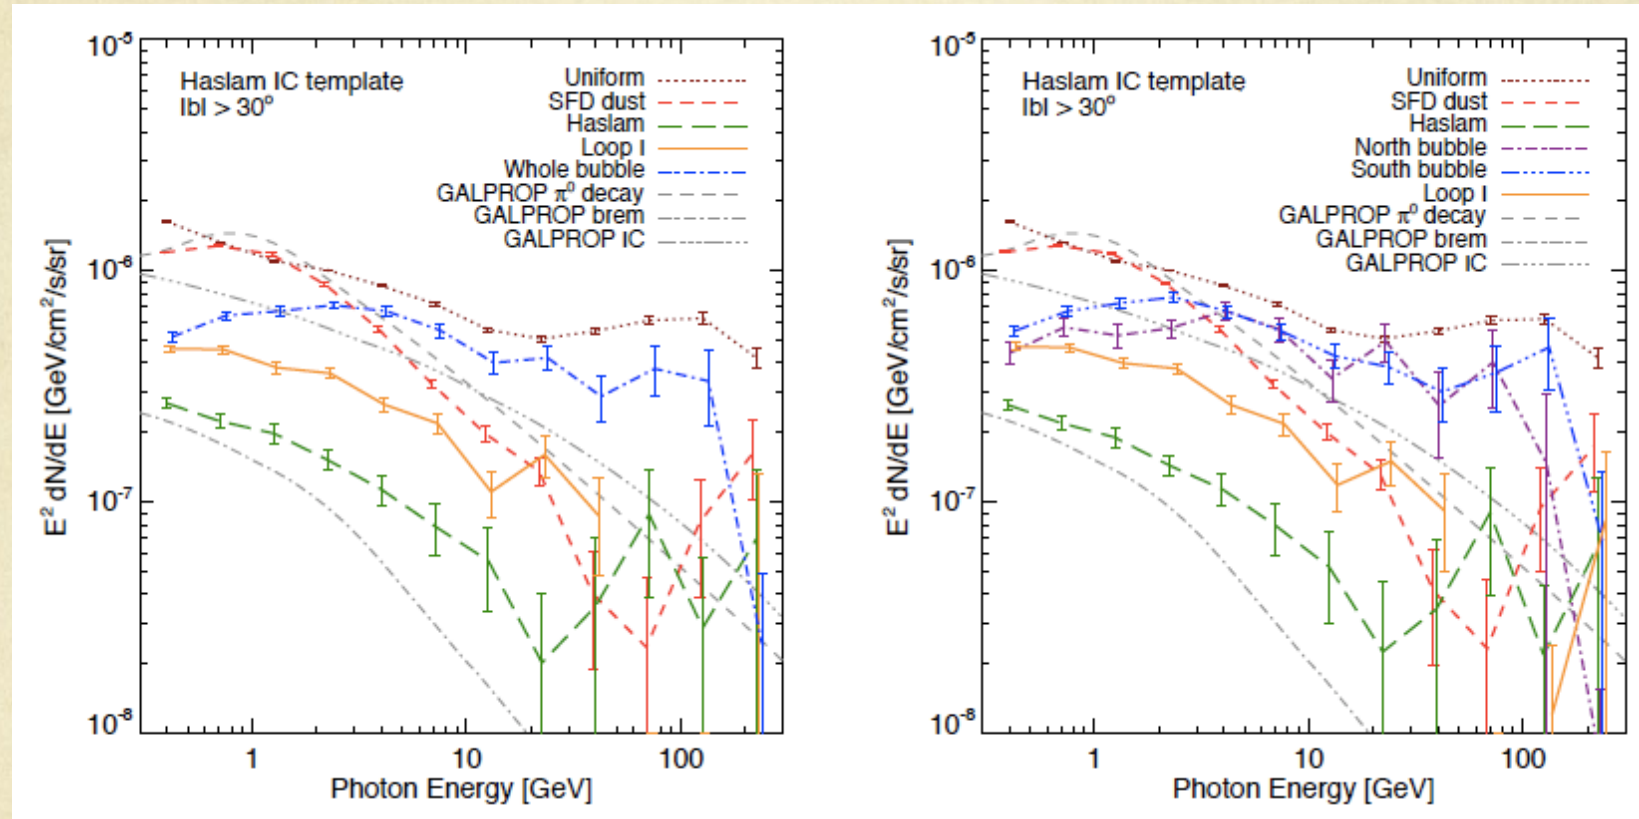 10⁻⁵
10⁻⁶
10⁻⁷
10⁻⁸
E² dN/dE [GeV/cm²/s/sr]
Haslam IC template
lbl > 30°
Uniform
SFD dust
Haslam
Loop I
Whole bubble
GALPROP π⁰ decay
GALPROP brem
GALPROP IC
1
10
100
Photon Energy [GeV]
10⁻⁵
10⁻⁶
10⁻⁷
10⁻⁸
E² dN/dE [GeV/cm²/s/sr]
Haslam IC template
lbl > 30°
Uniform
SFD dust
Haslam
North bubble
South bubble
Loop I
GALPROP π⁰ decay
GALPROP brem
GALPROP IC
1
10
100
Photon Energy [GeV]